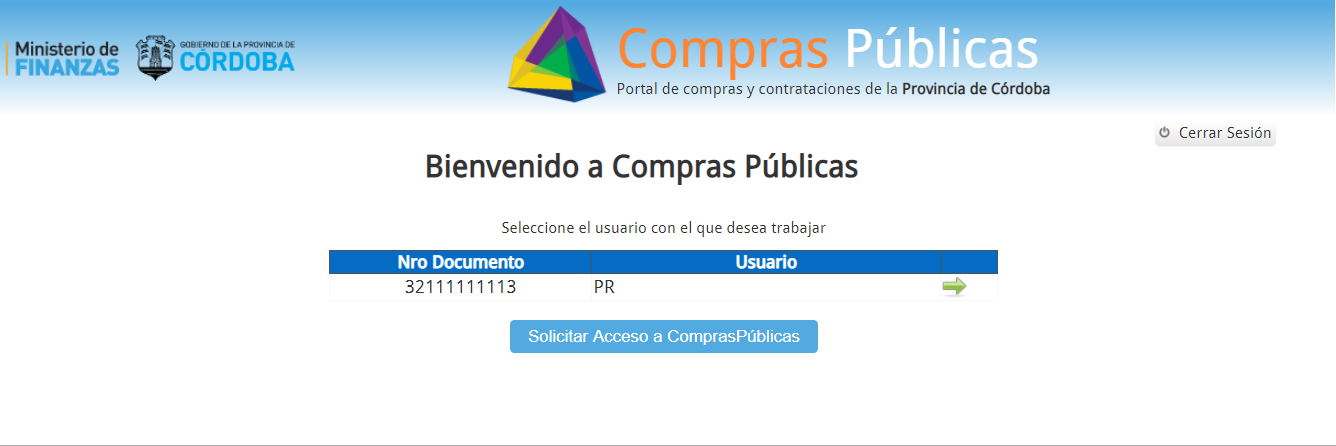 Ministerio de
FINANZAS
GOBIERNO DE LA PROVINCIA DE
CÓRDOBA
Compras Públicas
Portal de compras y contrataciones de la Provincia de Córdoba
Cerrar Sesión
Bienvenido a Compras Públicas
Seleccione el usuario con el que desea trabajar
Nro Documento Usuario
32111111113 PR
Solicitar Acceso a ComprasPúblicas